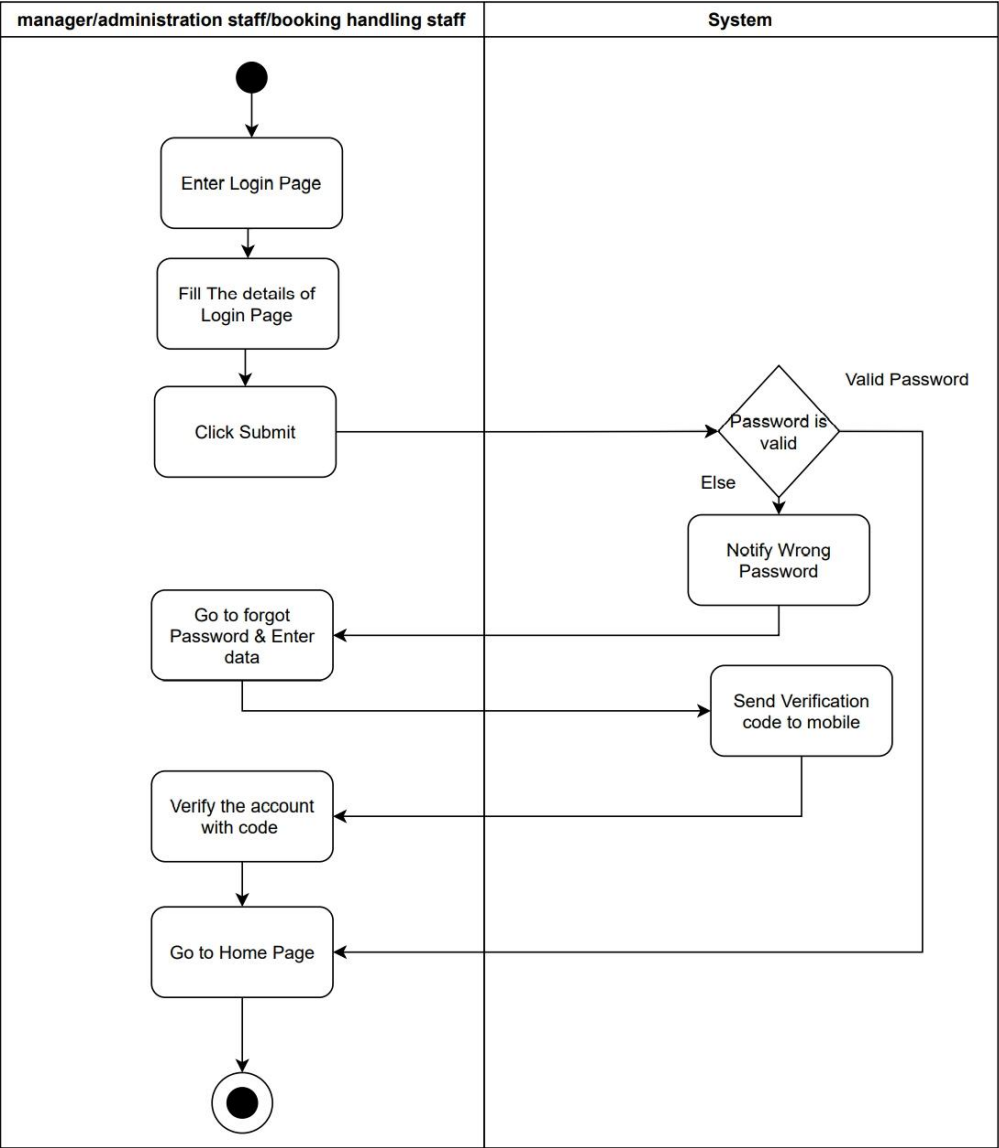 manager/administration staff/booking handling staff
System
Enter Login Page
Fill The details of
Login Page
Valid Password
Click Submit
Password is
valid
Else
Notify Wrong
Password
Go to forgot
Password & Enter
data
Send Verification
code to mobile
Verify the account
with code
Go to Home Page